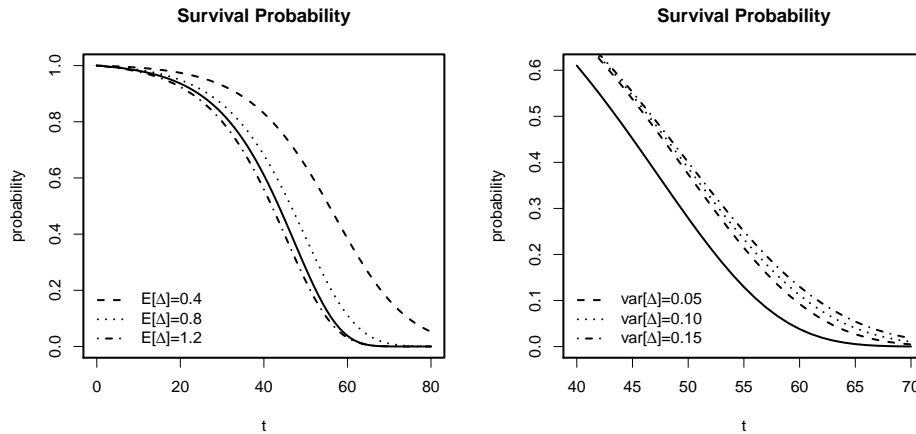 Survival Probability
probability
1.0
0.8
0.6
0.4
0.2
0.0
E[Δ]=0.4
E[Δ]=0.8
E[Δ]=1.2
0 20 40 60 80
t
Survival Probability
probability
0.6
0.5
0.4
0.3
0.2
0.1
0.0
var[Δ]=0.05
var[Δ]=0.10
var[Δ]=0.15
40 45 50 55 60 65 70
t